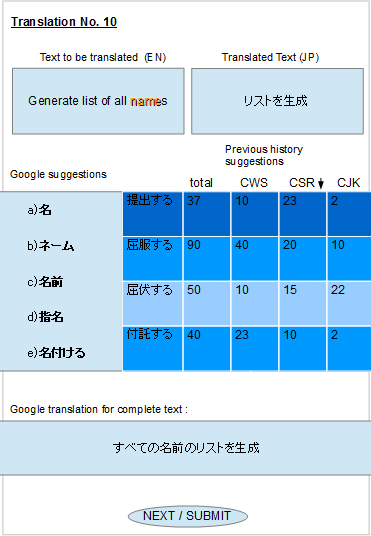 Translation No. 10
Text to be translated (EN)
Translated Text (JP)
Generate list of all names
リストを生成
Previous history
suggestions
Google suggestions
total CWS CSR CJK
a)名
b)ネーム
c)名前
d)指名
e)名付ける
提出する 37 10 23 2
屈服する 90 40 20 10
屈伏する 50 10 15 22
付託する 40 23 10 2
Google translation for complete text :
すべての名前のリストを生成
NEXT / SUBMIT